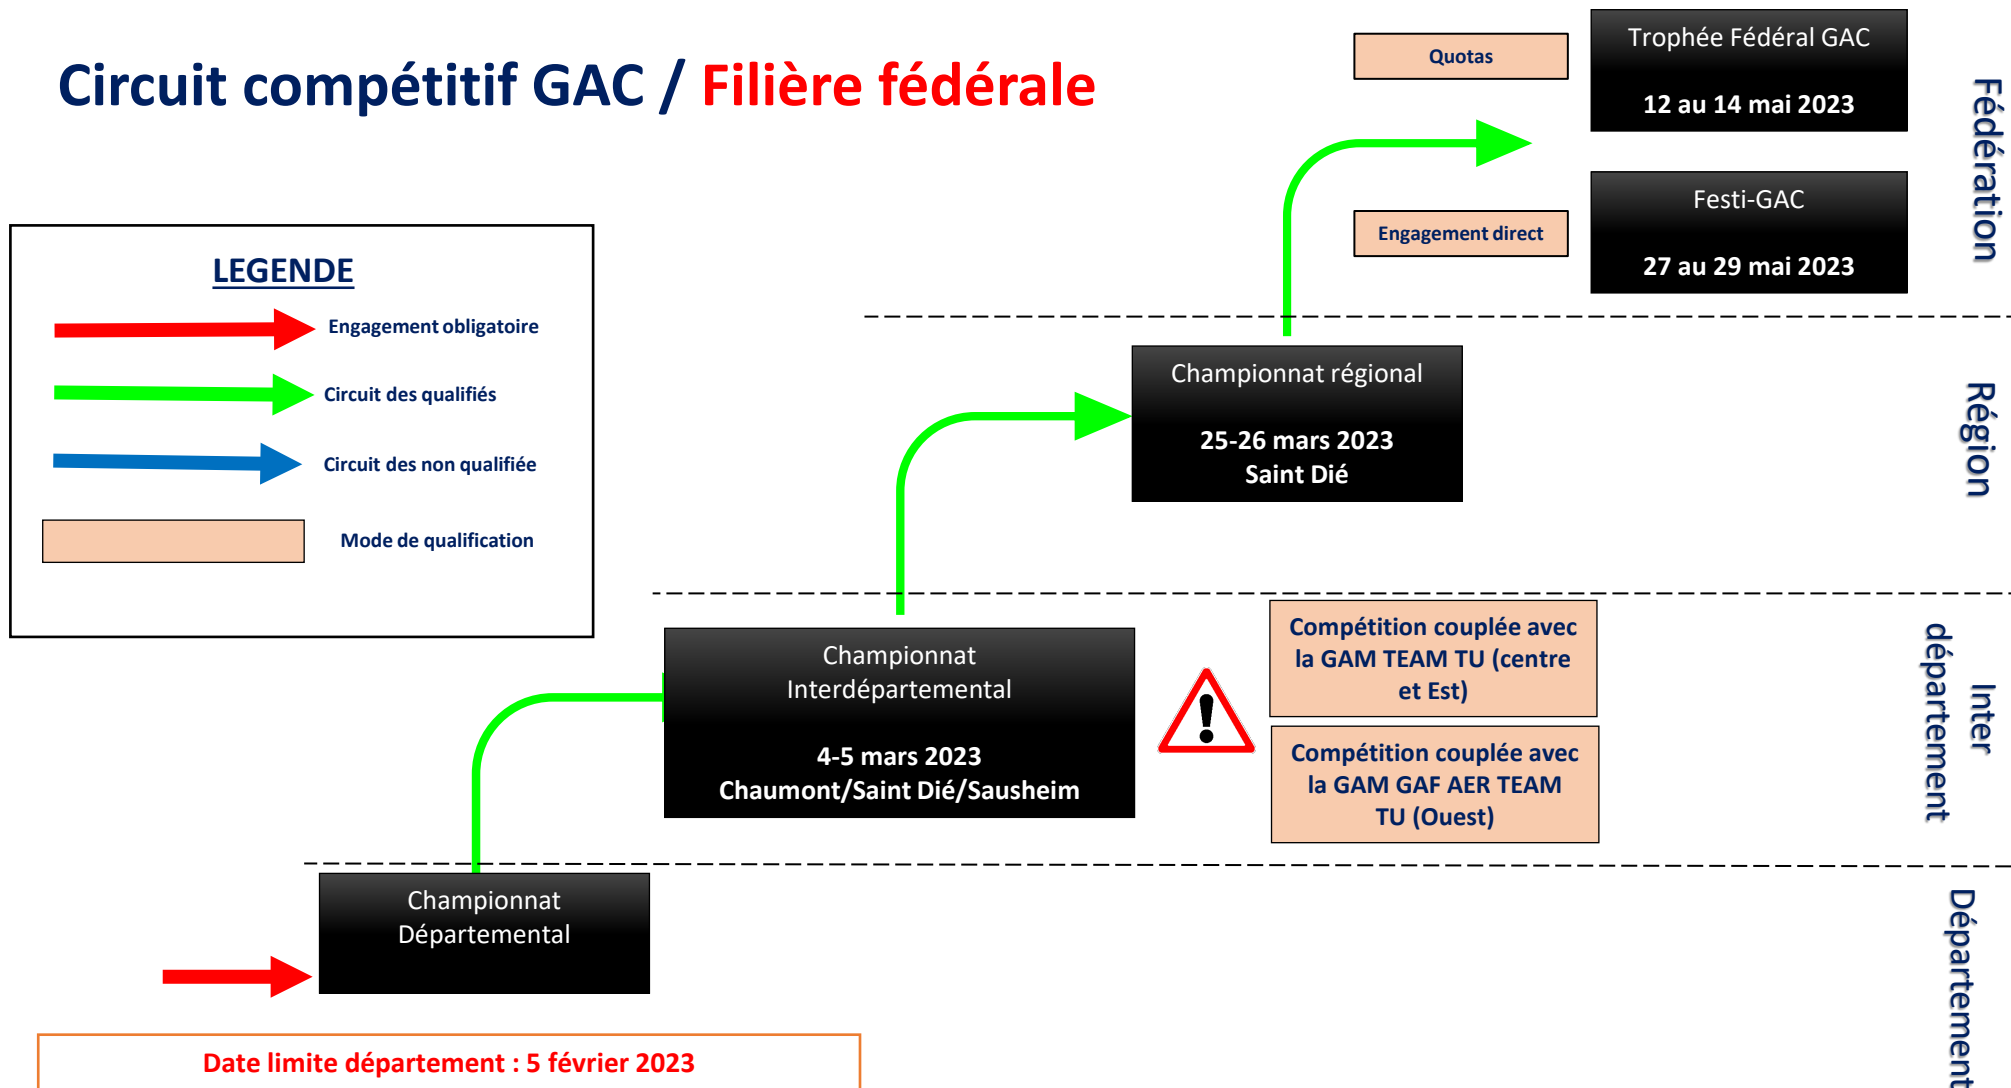 Circuit compétitif GAC / Filière fédérale
Quotas
Trophée Fédéral GAC
12 au 14 mai 2023
Engagement direct
Festi-GAC
27 au 29 mai 2023
Fédération
LEGENDE
Engagement obligatoire
Circuit des qualifiés
Circuit des non qualifiée
Mode de qualification
Championnat régional
25-26 mars 2023
Saint Dié
Région
Championnat
Interdépartemental
4-5 mars 2023
Chaumont/Saint Dié/Sausheim
Compétition couplée avec
la GAM TEAM TU (centre
et Est)
Compétition couplée avec
la GAM GAF AER TEAM
TU (Ouest)
Inter
département
Championnat
Départemental
Département
Date limite département : 5 février 2023